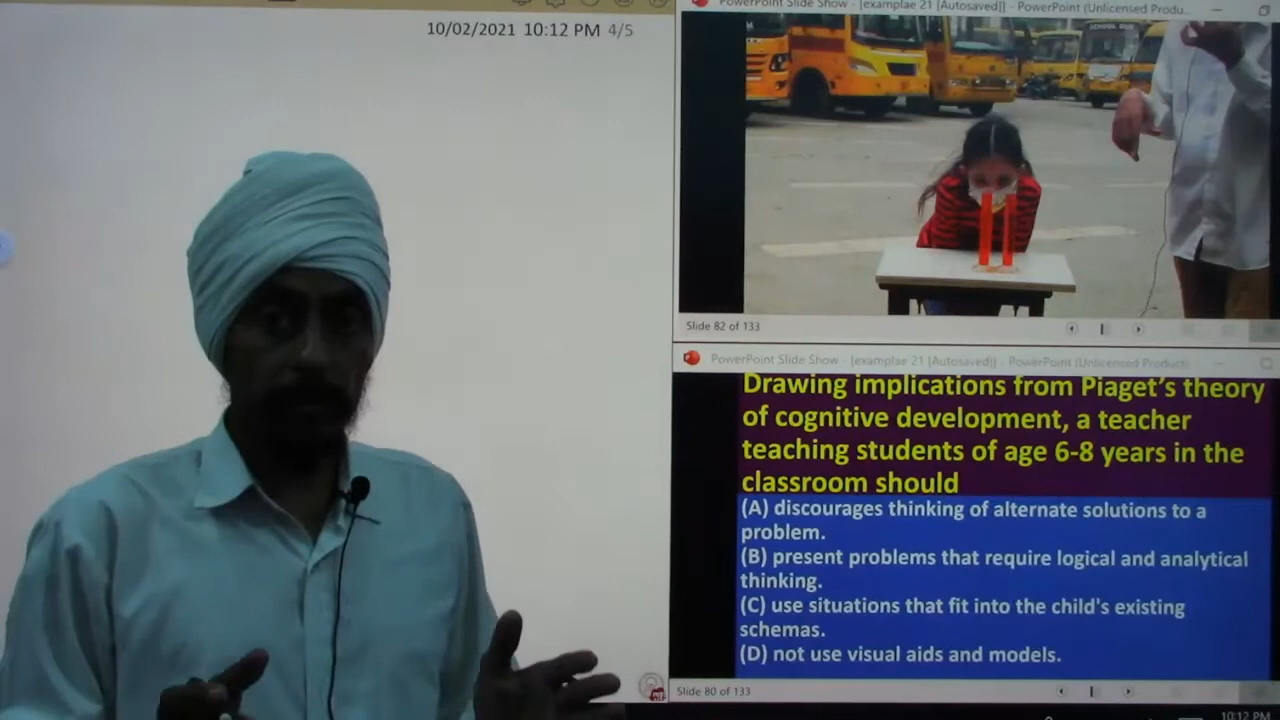 10/02/2021 10:12 PM 4/5
PowerPoint Slide Show - [examplae 21 [Autosaved]] - PowerPoint (Unlicensed Produ...
SCHOOL BUS
Slide 82 of 133
PowerPoint Slide Show - [examplae 21 [Autosaved]] - PowerPoint (Unlicensed Product)
Drawing implications from Piaget's theory
of cognitive development, a teacher
teaching students of age 6-8 years in the
classroom should
(A) discourages thinking of alternate solutions to a
problem.
(B) present problems that require logical and analytical
thinking.
(C) use situations that fit into the child's existing
schemas.
(D) not use visual aids and models.
Slide 80 of 133
10:12 PM